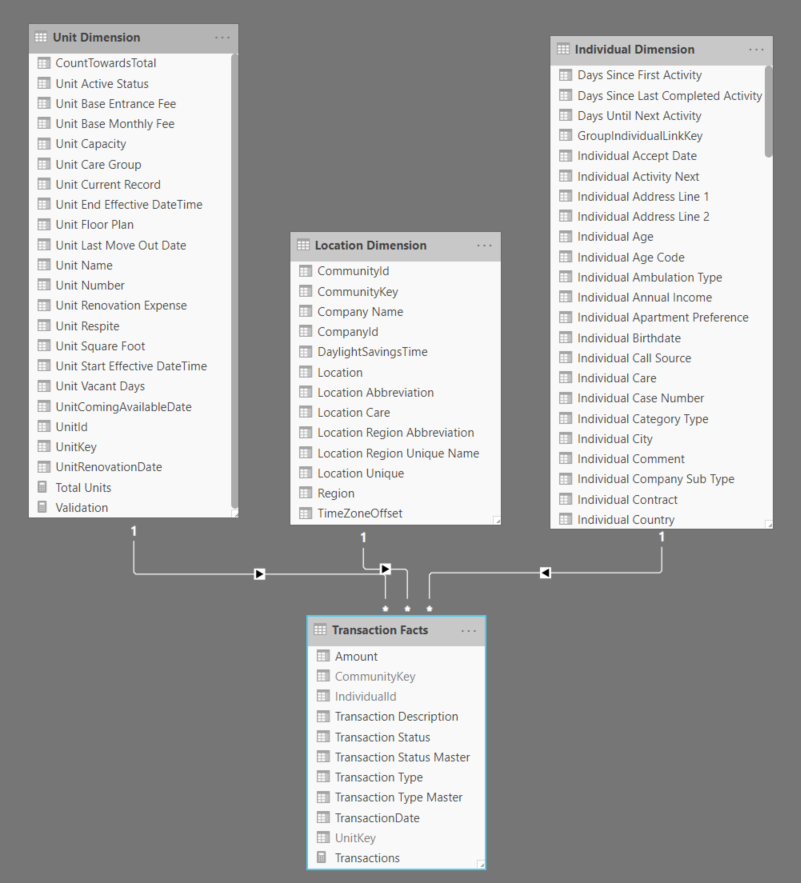 Unit Dimension
CountTowardsTotal
Unit Active Status
Unit Base Entrance Fee
Unit Base Monthly Fee
Unit Capacity
Unit Care Group
Unit Current Record
Unit End Effective DateTime
Unit Floor Plan
Unit Last Move Out Date
Unit Name
Unit Number
Unit Renovation Expense
Unit Respite
Unit Square Foot
Unit Start Effective DateTime
Unit Vacant Days
UnitComingAvailableDate
UnitId
UnitKey
UnitRenovationDate
Total Units
Validation
1
Location Dimension
CommunityId
CommunityKey
Company Name
CompanyId
DaylightSavingsTime
Location
Location Abbreviation
Location Care
Location Region Abbreviation
Location Region Unique Name
Location Unique
Region
TimeZoneOffset
1
Individual Dimension
Days Since First Activity
Days Since Last Completed Activity
Days Until Next Activity
GroupIndividualLinkKey
Individual Accept Date
Individual Activity Next
Individual Address Line 1
Individual Address Line 2
Individual Age
Individual Age Code
Individual Ambulation Type
Individual Annual Income
Individual Apartment Preference
Individual Birthdate
Individual Call Source
Individual Care
Individual Case Number
Individual Category Type
Individual City
Individual Comment
Individual Company Sub Type
Individual Contract
Individual Country
1
* * *
Transaction Facts
Amount
CommunityKey
IndividualId
Transaction Description
Transaction Status
Transaction Status Master
Transaction Type
Transaction Type Master
TransactionDate
UnitKey
Transactions